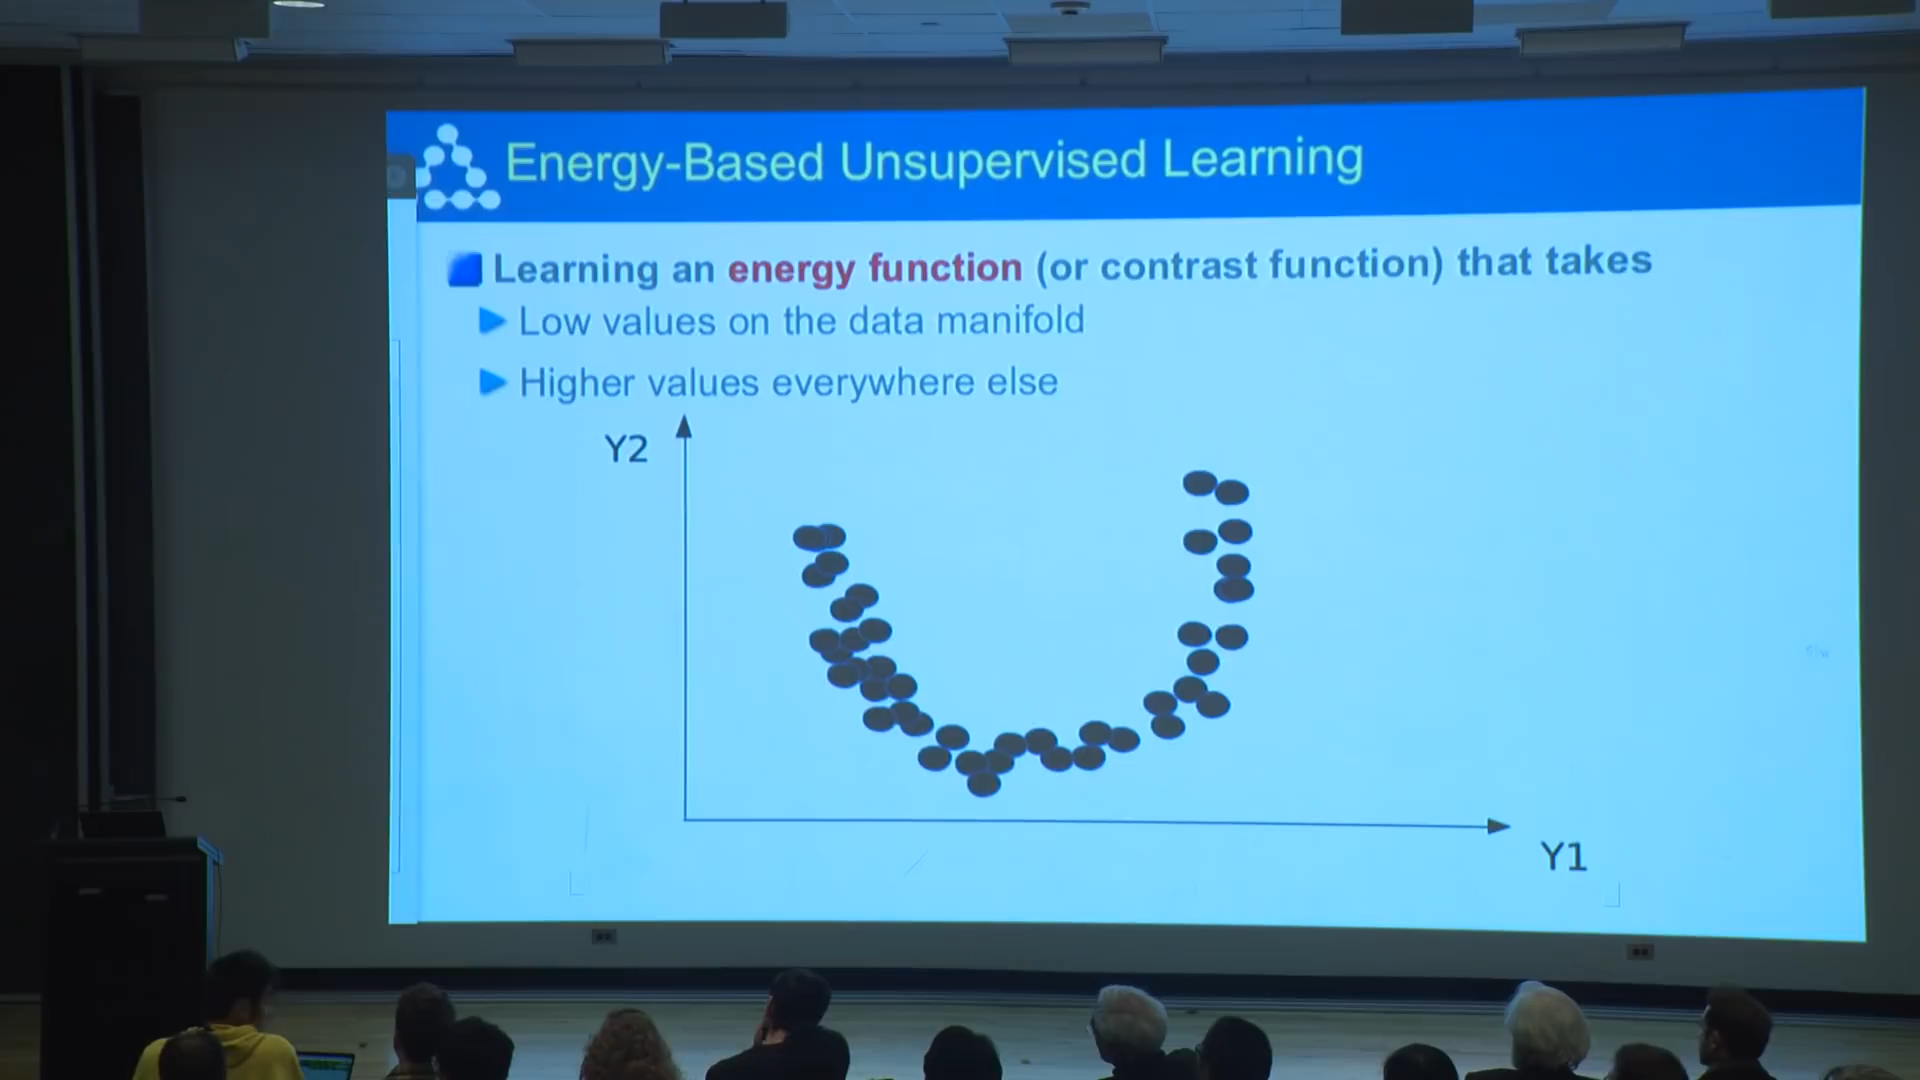 Energy-Based Unsupervised Learning
Learning an energy function (or contrast function) that takes
Low values on the data manifold
Higher values everywhere else
Y2
Y1